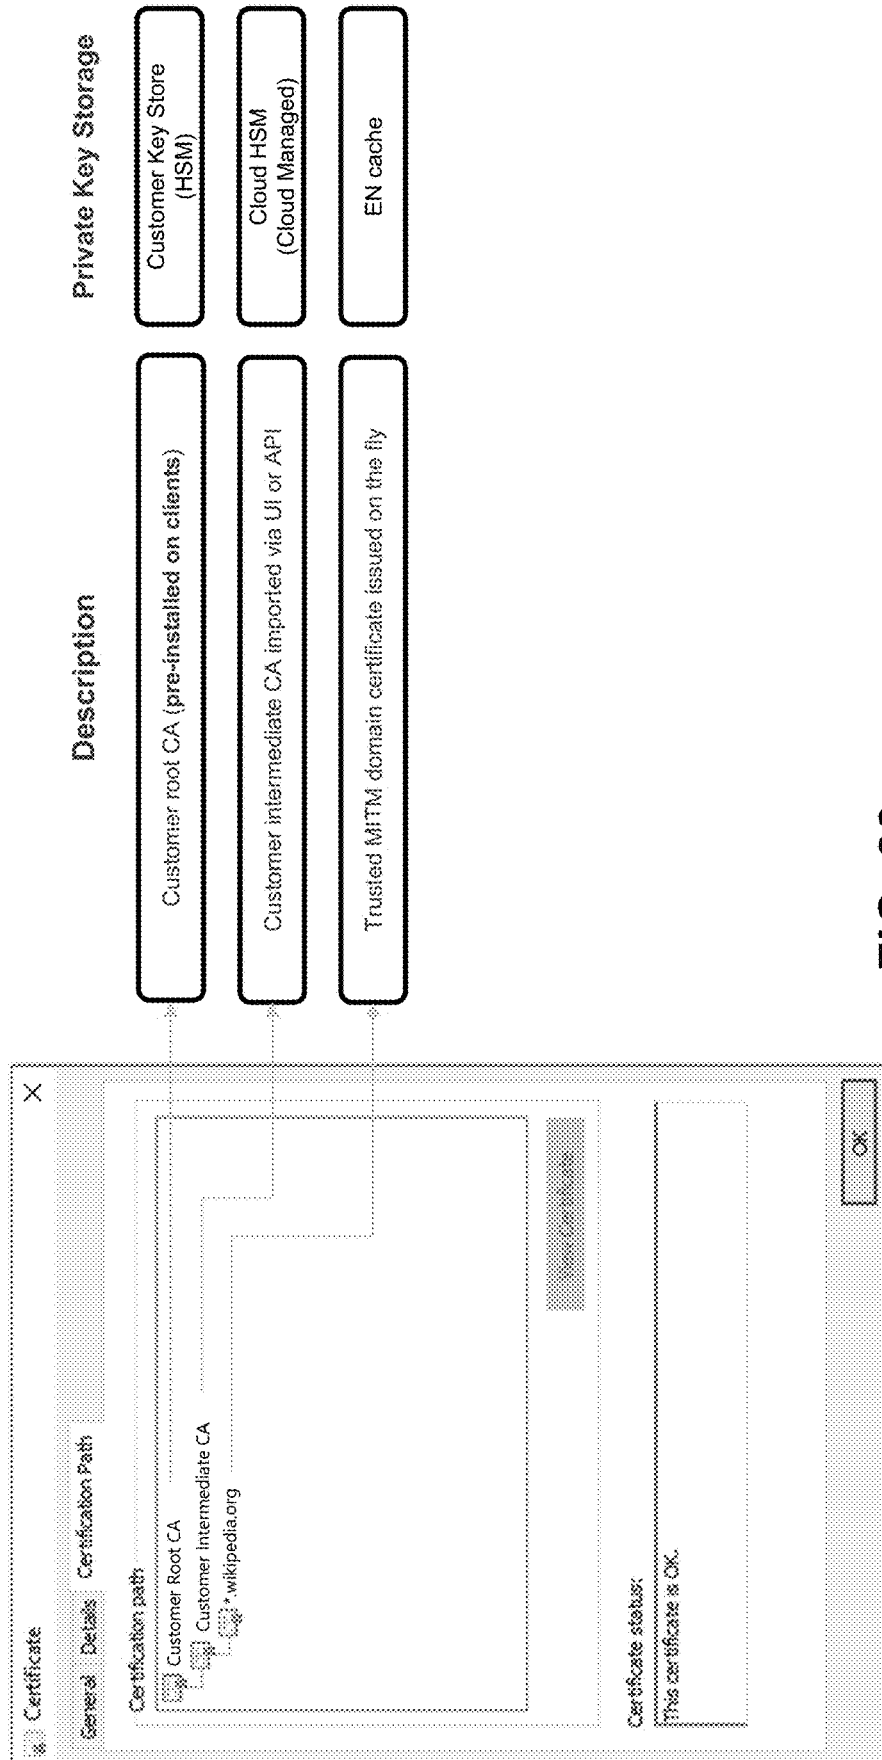 Certificate
General Details Certification Path
Certification path
Customer Root CA
Customer Intermediate CA
*.wikipedia.org
Certificate status:
This certificate is OK.
OK
Description
Private Key Storage
Customer root CA (pre-installed on clients)
Customer Key Store
(HSM)
Customer intermediate CA imported via UI or API
Cloud HSM
(Cloud Managed)
Trusted MITM domain certificate issued on the fly
EN cache